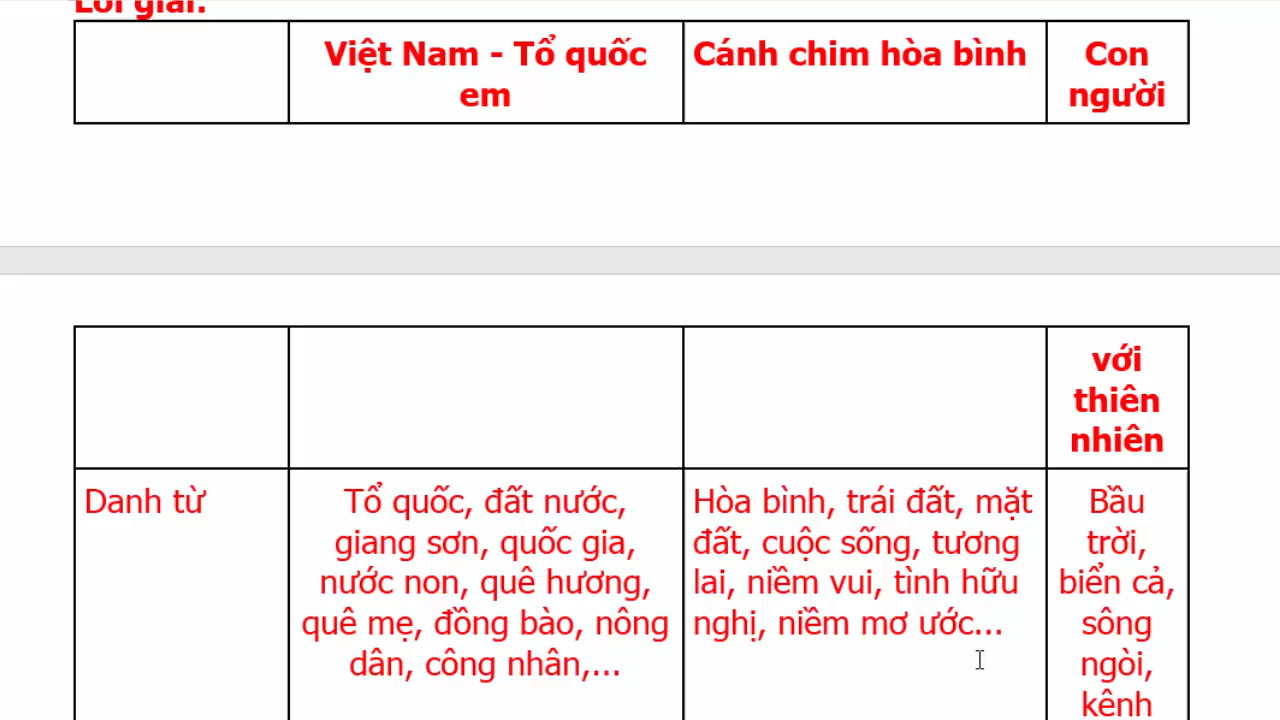 Lời giải:
Việt Nam - Tổ quốc
em
Cánh chim hòa bình
Con
người
với
thiên
nhiên
Danh từ
Tổ quốc, đất nước,
giang sơn, quốc gia,
nước non, quê hương,
quê mẹ, đồng bào, nông
dân, công nhân,...
Hòa bình, trái đất, mặt
đất, cuộc sống, tương
lai, niềm vui, tình hữu
nghị, niềm mơ ước...
Bầu
trời,
biển cả,
sông
ngòi,
kênh